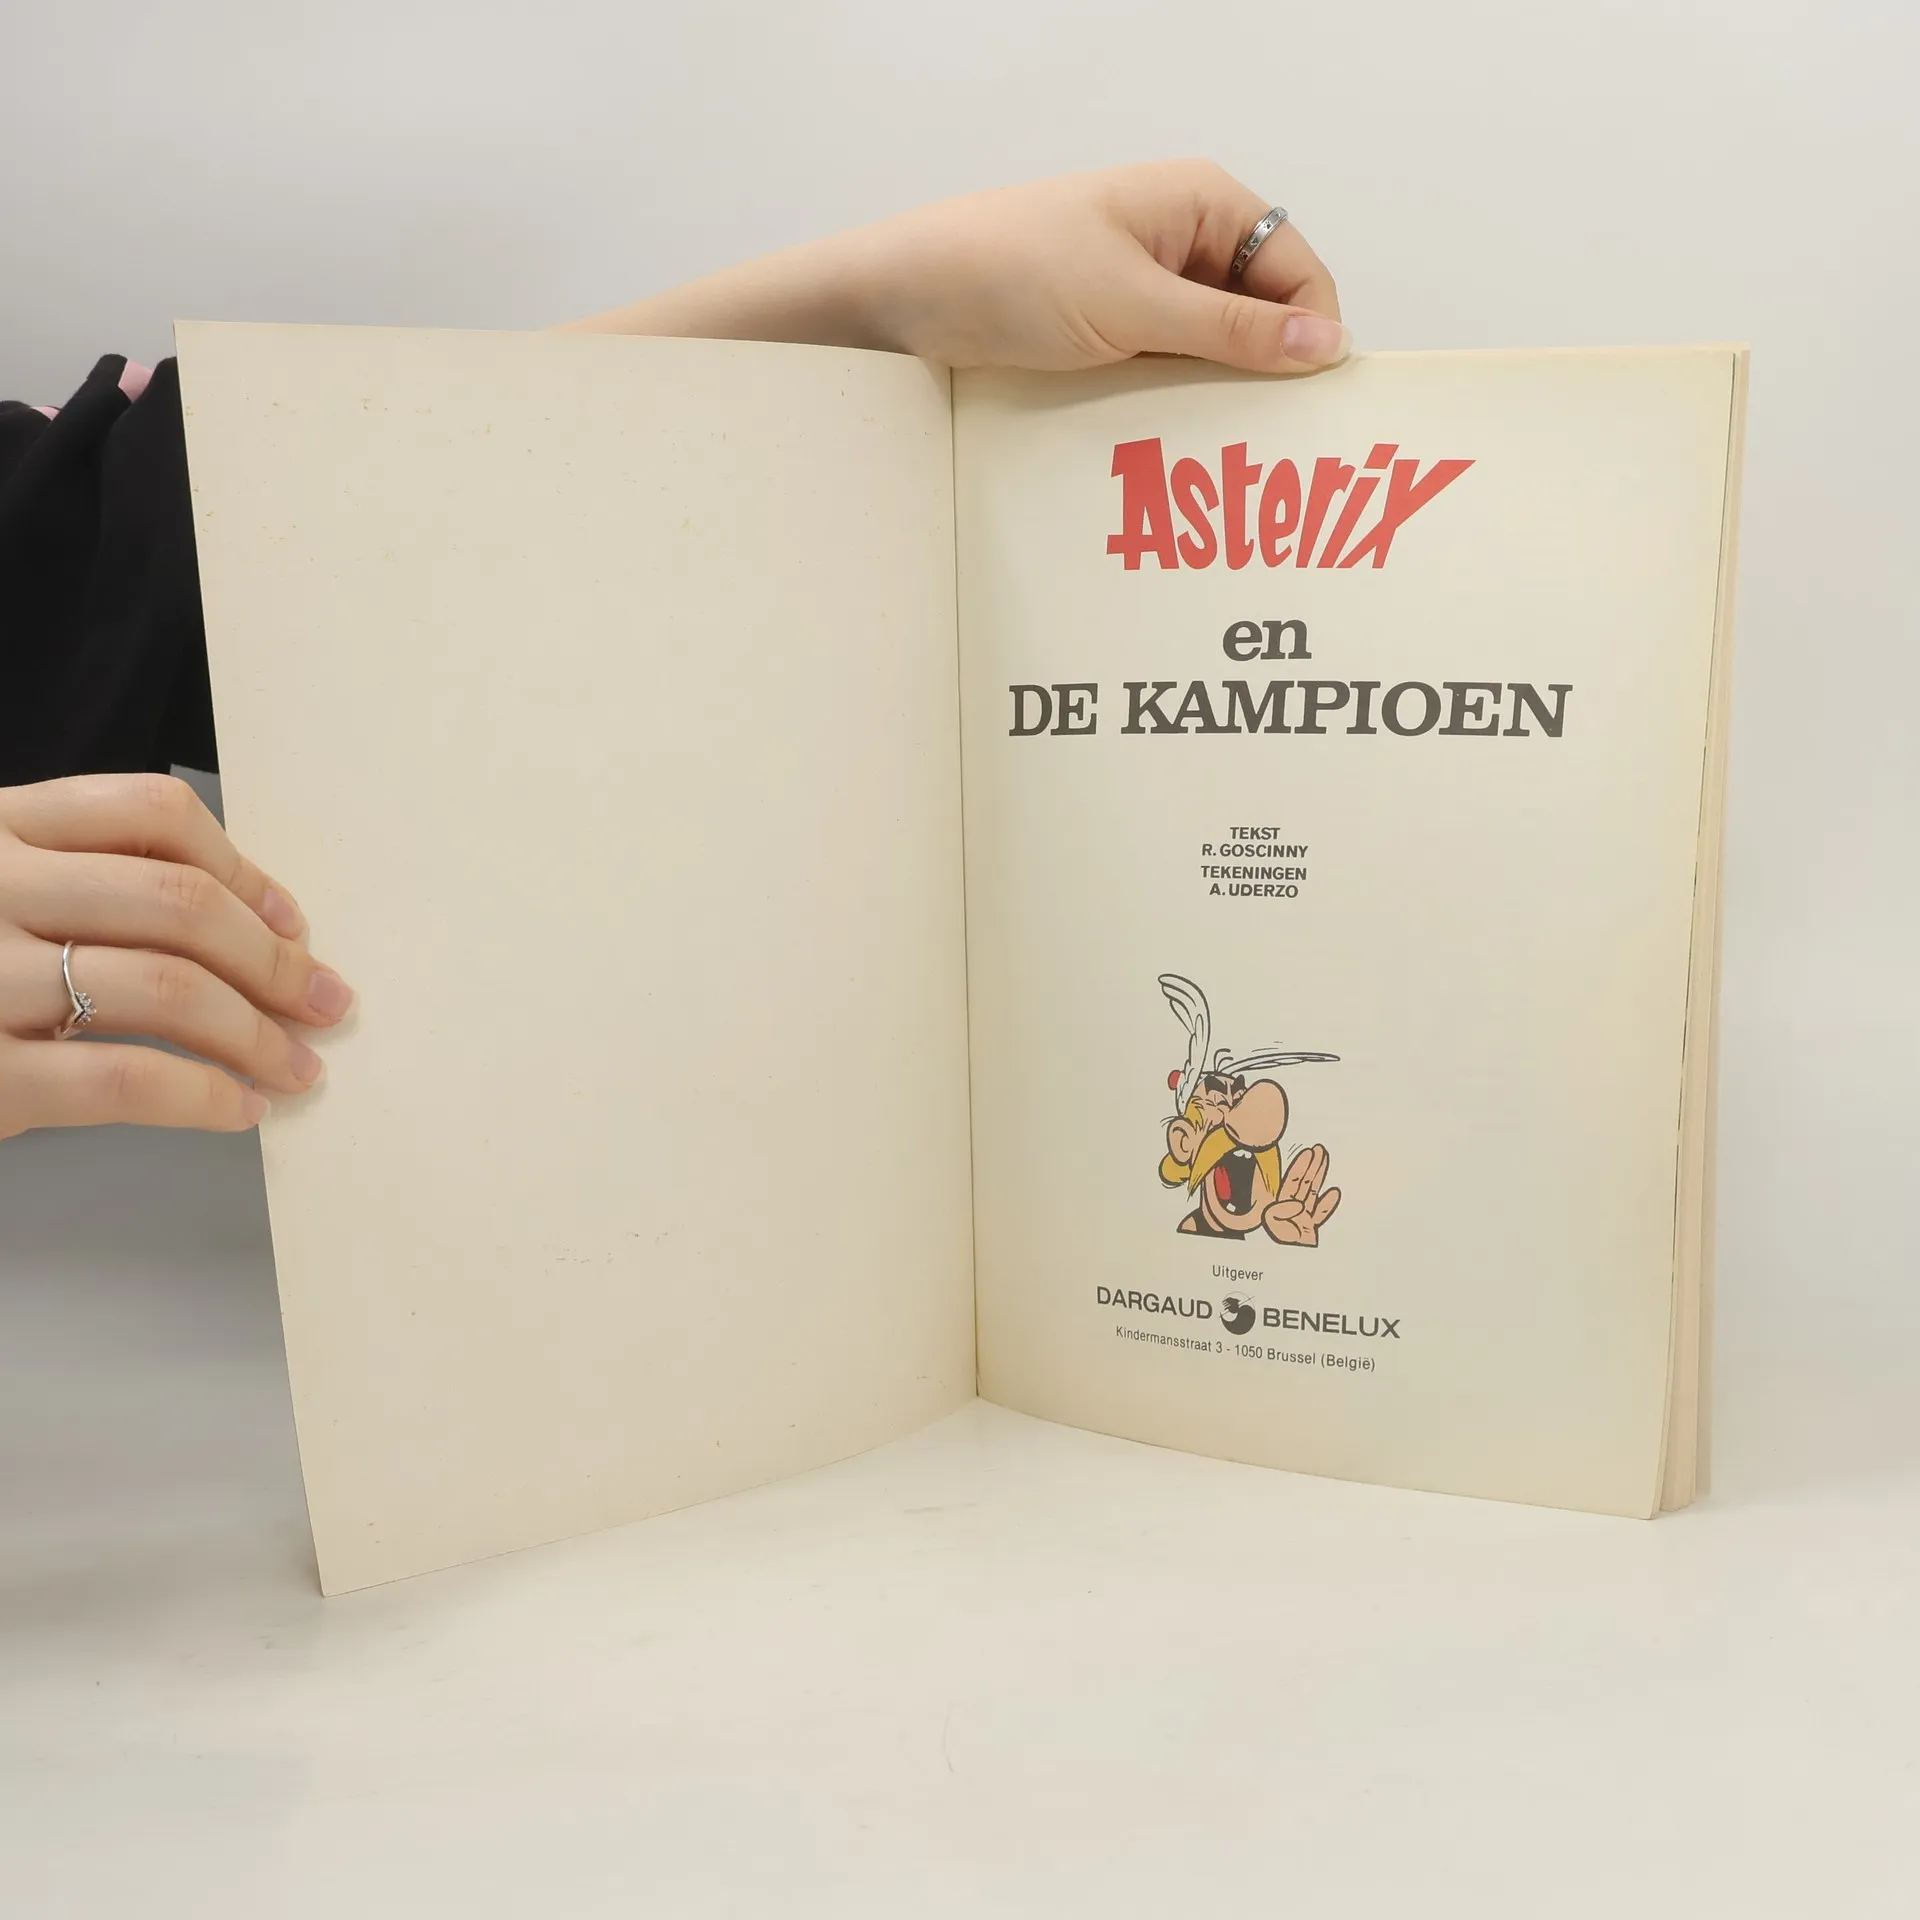 Asterix
en
DE KAMPIOEN
TEKST
R. GOSCINNY
TEKENINGEN
A. UDERZO
Uitgever
DARGAUD BENELUX
Kindermansstraat 3 - 1050 Brussel (België)